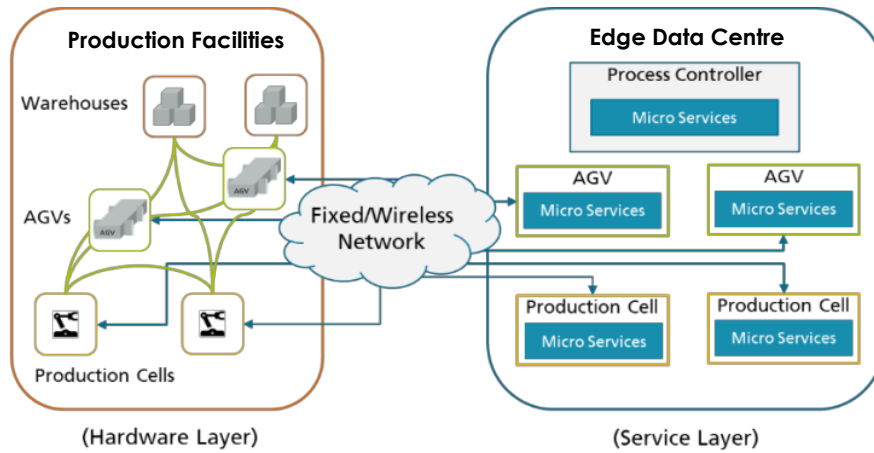 Production Facilities
Warehouses
AGV
AGVs
AGV
Production Cells
(Hardware Layer)
Fixed/Wireless
Network
Edge Data Centre
Process Controller
Micro Services
AGV
Micro Services
AGV
Micro Services
Production Cell
Micro Services
Production Cell
Micro Services
(Service Layer)